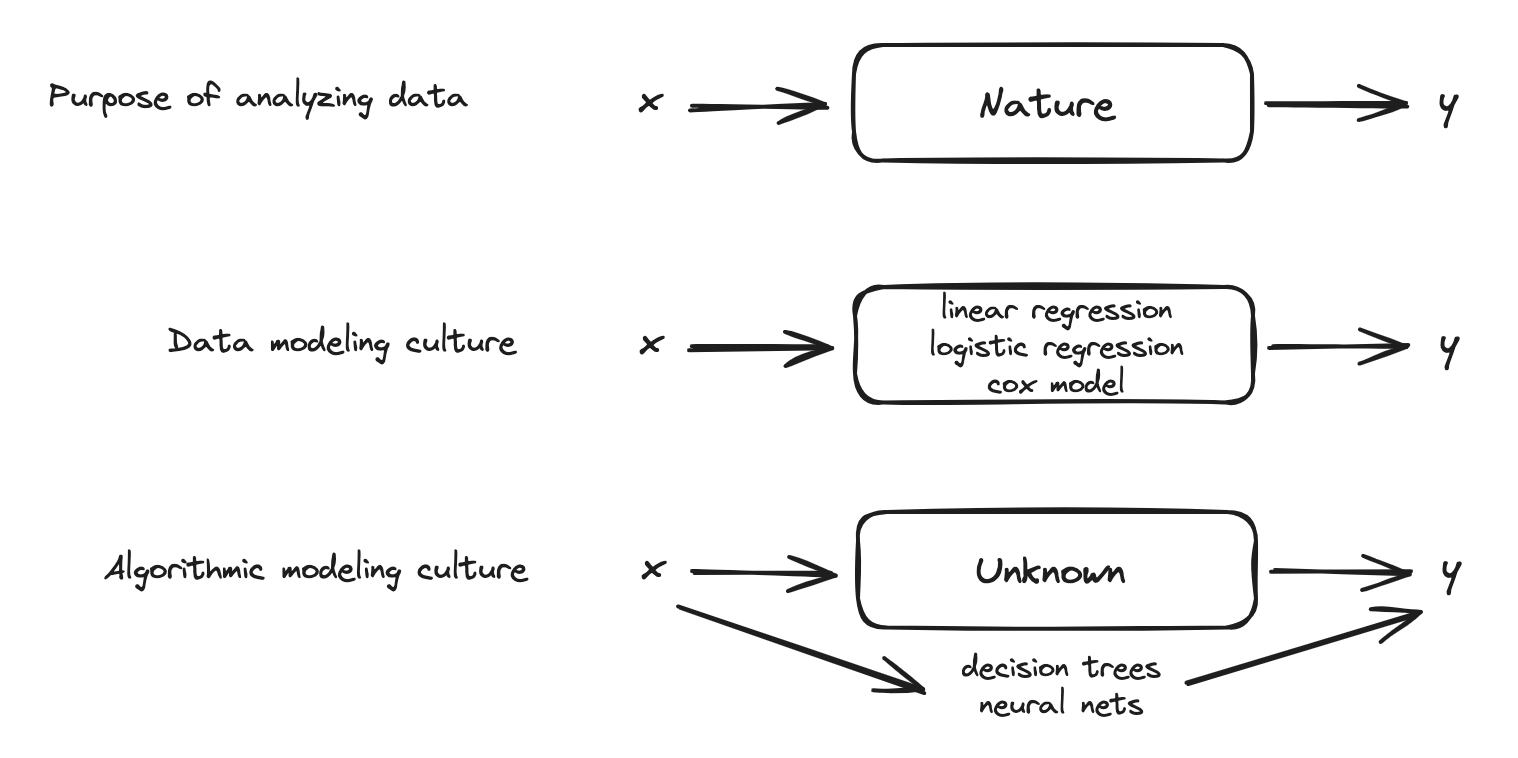 Purpose of analyzing data x Nature y
Data modeling culture x linear regression y
logistic regression
cox model
Algorithmic modeling culture x Unknown y
decision trees
neural nets